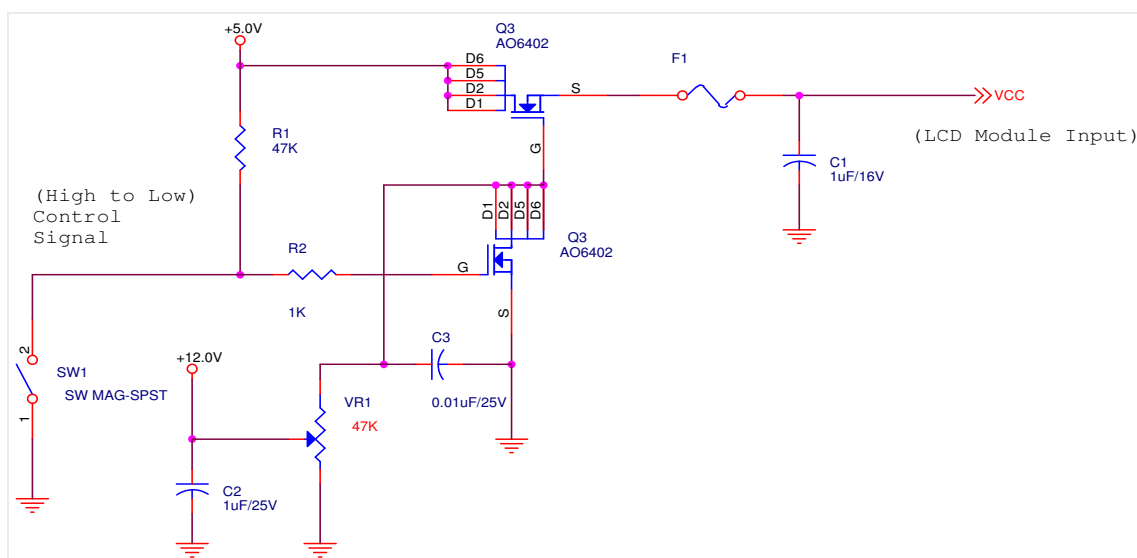 +5.0V
Q3
AO6402
D6
D5
D2
D1
S
G
F1
VCC
(LCD Module Input)
R1
47K
C1
1uF/16V
(High to Low)
Control
Signal
D1
D2
D5
D6
Q3
AO6402
R2
G
1K
S
2
SW1
SW MAG-SPST
1
+12.0V
C3
0.01uF/25V
VR1
47K
C2
1uF/25V